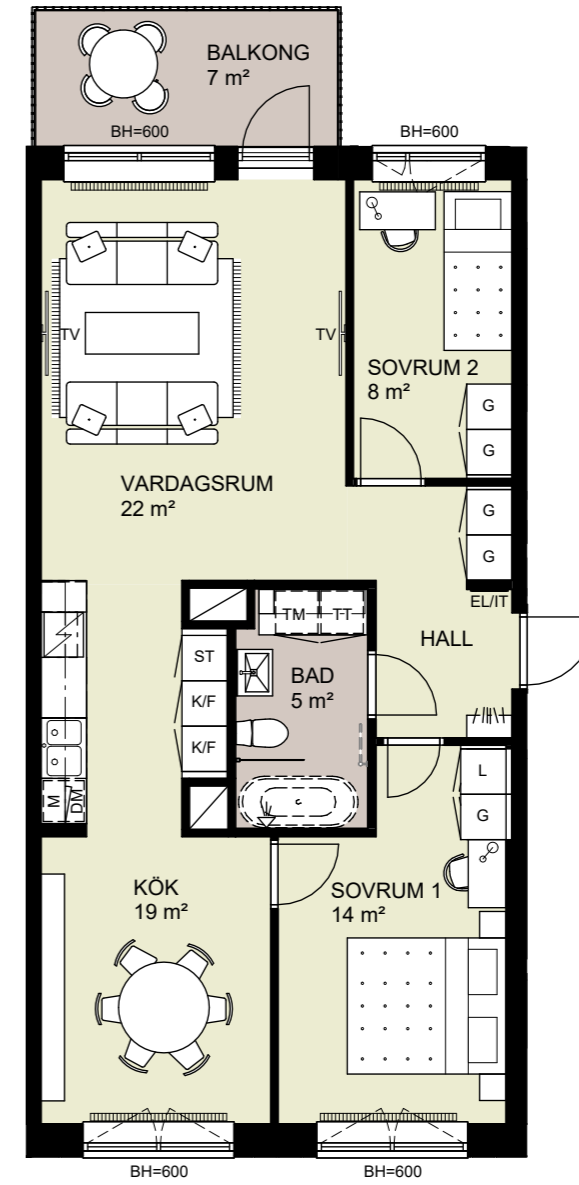 BALKONG
7 m²
BH=600
BH=600
TV
TV
SOVRUM 2
8 m²
G
G
VARDAGSRUM
22 m²
G
G
EL/IT
TM
TT
HALL
ST
BAD
5 m²
K/F
K/F
L
M
DM
G
KÖK
19 m²
SOVRUM 1
14 m²
BH=600
BH=600